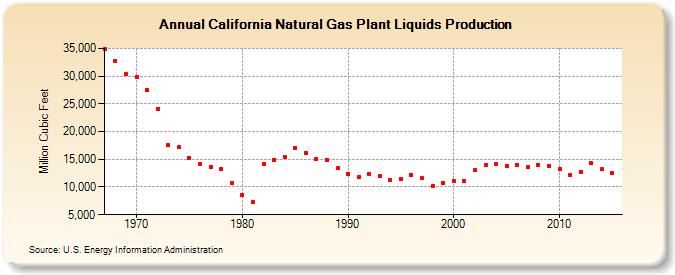 Annual California Natural Gas Plant Liquids Production
Million Cubic Feet
35,000
30,000
25,000
20,000
15,000
10,000
5,000
1970 1980 1990 2000 2010
Source: U.S. Energy Information Administration